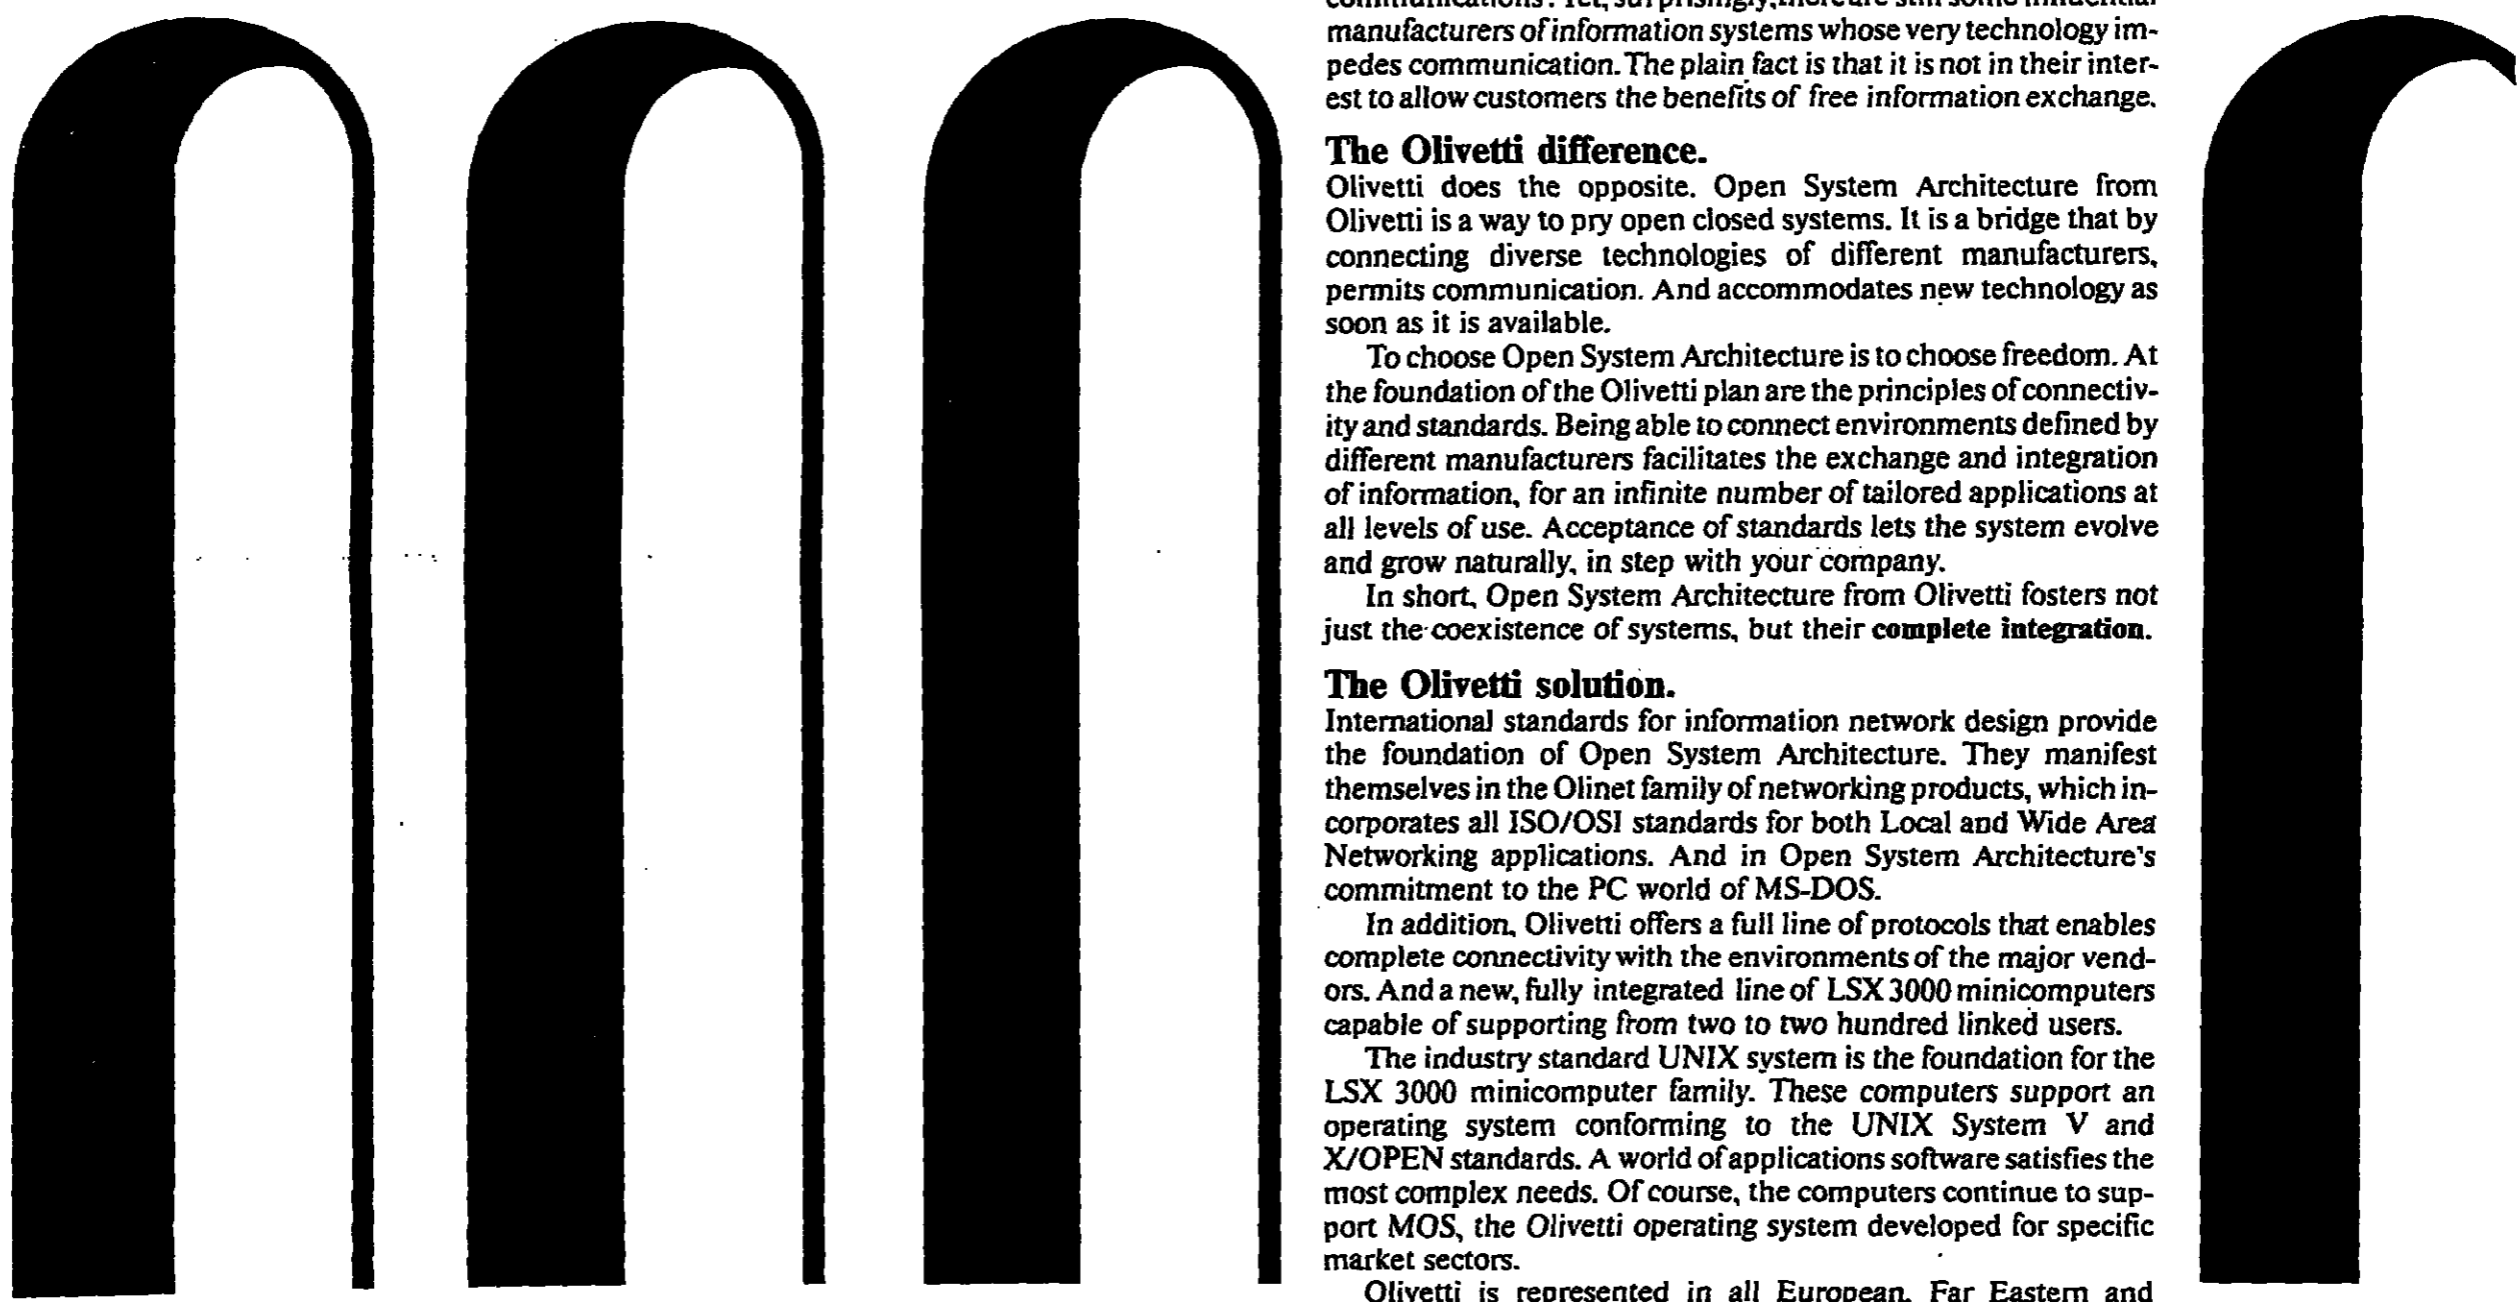 communications? Yet, surprisingly, there are still some influential
manufacturers of information systems whose very technology im-
pedes communication. The plain fact is that it is not in their inter-
est to allow customers the benefits of free information exchange.
The Olivetti difference.
Olivetti does the opposite. Open System Architecture from
Olivetti is a way to pry open closed systems. It is a bridge that by
connecting diverse technologies of different manufacturers,
permits communication. And accommodates new technology as
soon as it is available.
To choose Open System Architecture is to choose freedom. At
the foundation of the Olivetti plan are the principles of connectiv-
ity and standards. Being able to connect environments defined by
different manufacturers facilitates the exchange and integration
of information, for an infinite number of tailored applications at
all levels of use. Acceptance of standards lets the system evolve
and grow naturally, in step with your company.
In short, Open System Architecture from Olivetti fosters not
just the coexistence of systems, but their complete integration.
The Olivetti solution.
International standards for information network design provide
the foundation of Open System Architecture. They manifest
themselves in the Olinet family of networking products, which in-
corporates all ISO/OSI standards for both Local and Wide Area
Networking applications. And in Open System Architecture's
commitment to the PC world of MS-DOS.
In addition, Olivetti offers a full line of protocols that enables
complete connectivity with the environments of the major vend-
ors. And a new, fully integrated line of LSX 3000 minicomputers
capable of supporting from two to two hundred linked users.
The industry standard UNIX system is the foundation for the
LSX 3000 minicomputer family. These computers support an
operating system conforming to the UNIX System V and
X/OPEN standards. A world of applications software satisfies the
most complex needs. Of course, the computers continue to sup-
port MOS, the Olivetti operating system developed for specific
market sectors.
Olivetti is represented in all European, Far Eastern and